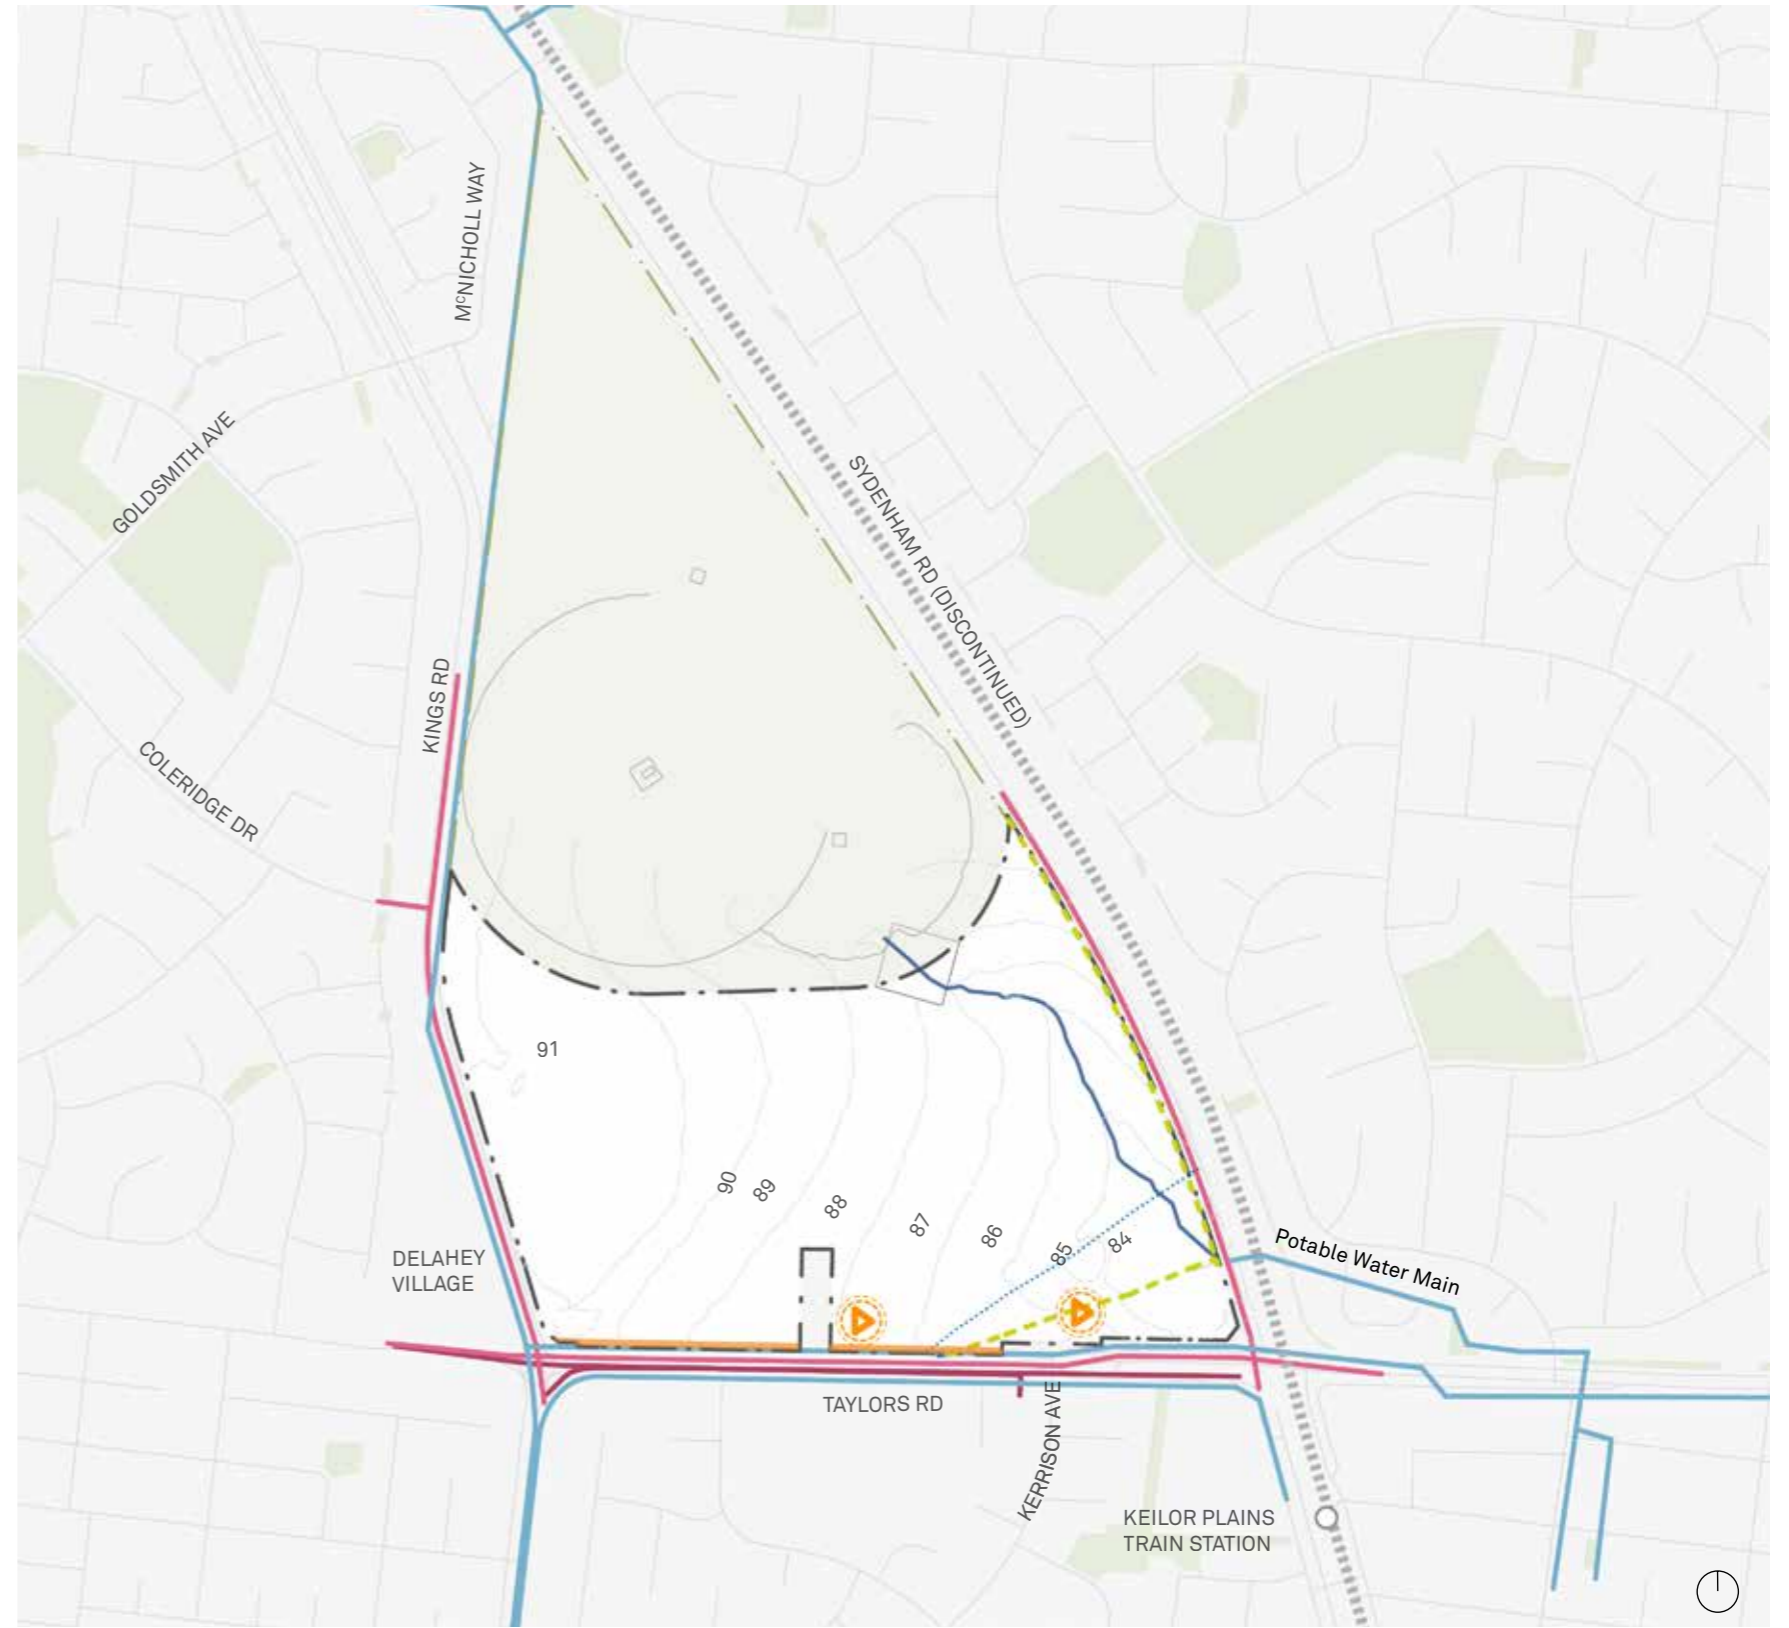 MCNICHOLL WAY
GOLDSMITH AVE
SYDENHAM RD (DISCONTINUED)
KINGS RD
COLERIDGE DR
91
90
89
88
87
86
85
84
DELAHEY
VILLAGE
Potable Water Main
TAYLORS RD
KERRISON AVE
KEILOR PLAINS
TRAIN STATION